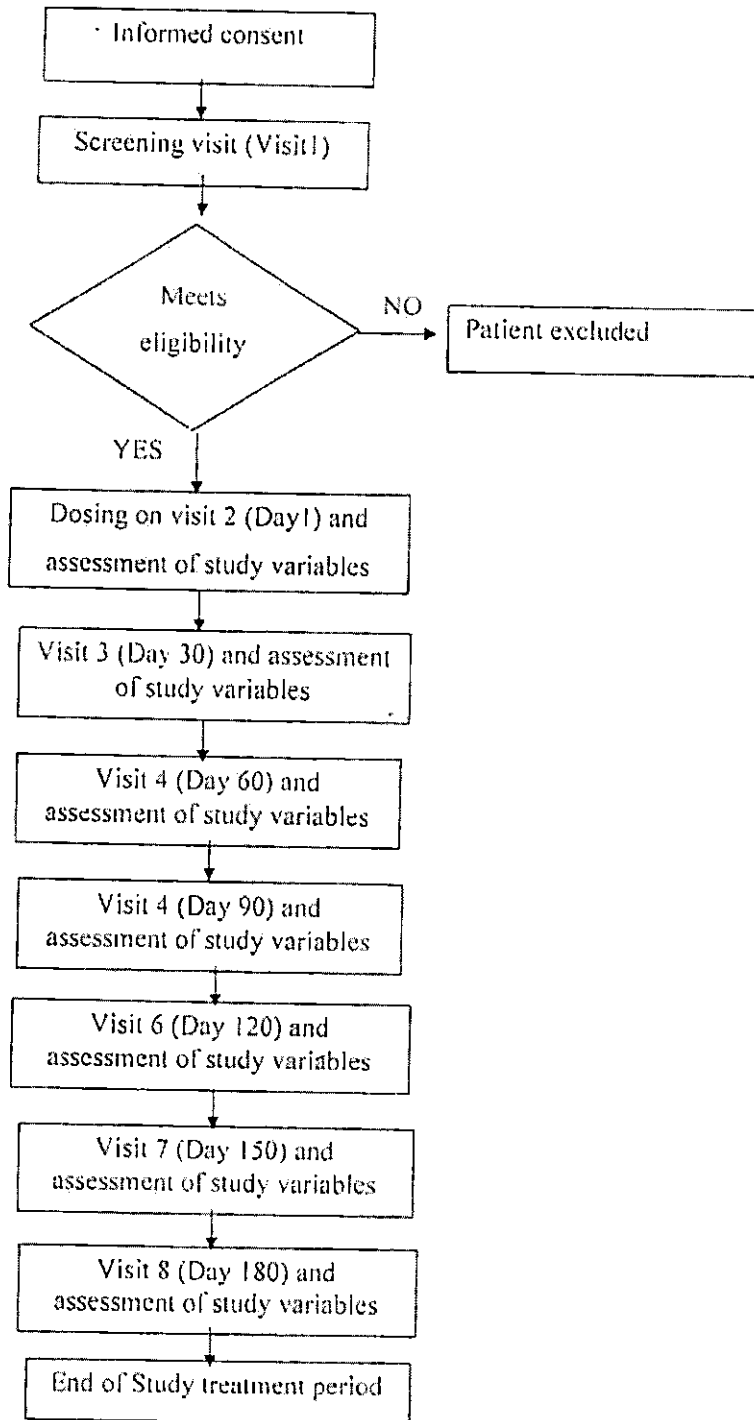 Informed consent
Screening visit (Visit1)
Meets
eligibility
NO
Patient excluded
YES
Dosing on visit 2 (Day1) and
assessment of study variables
Visit 3 (Day 30) and assessment
of study variables
Visit 4 (Day 60) and
assessment of study variables
Visit 4 (Day 90) and
assessment of study variables
Visit 6 (Day 120) and
assessment of study variables
Visit 7 (Day 150) and
assessment of study variables
Visit 8 (Day 180) and
assessment of study variables
End of Study treatment period